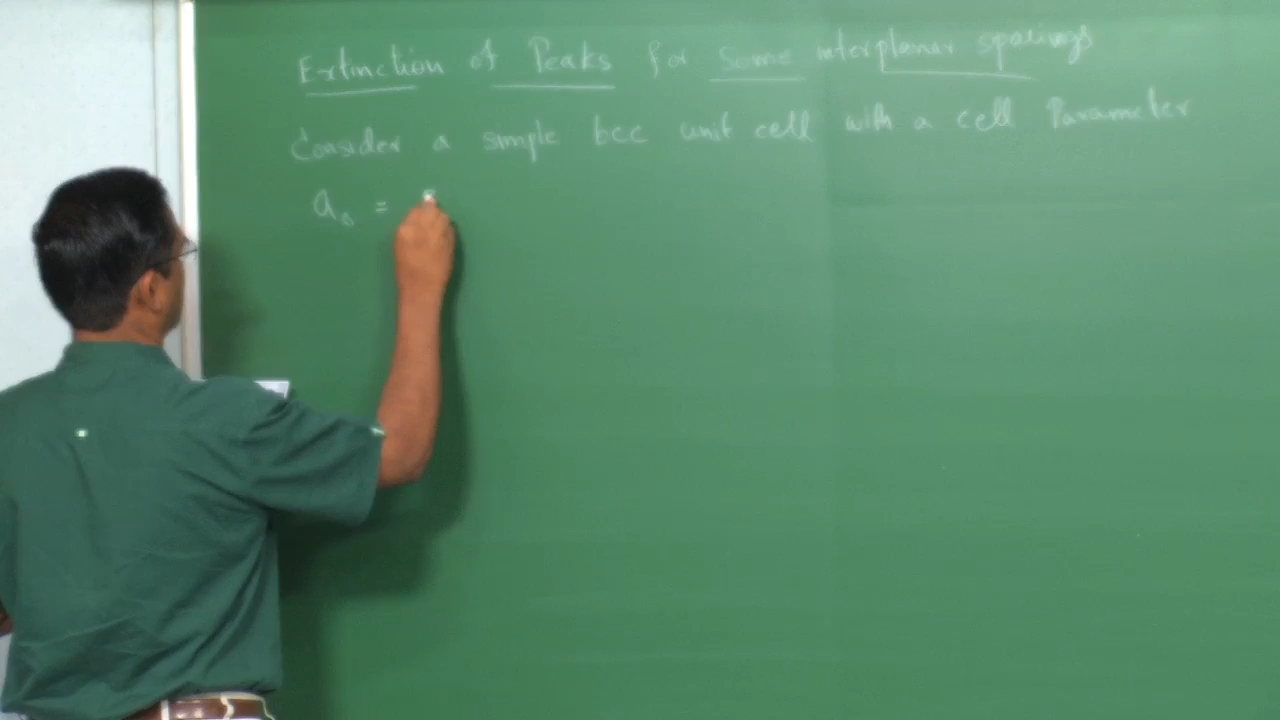 Extinction of Peaks for Some interplanar spacings
Consider a simple bcc unit cell with a cell Parameter
a₀ =